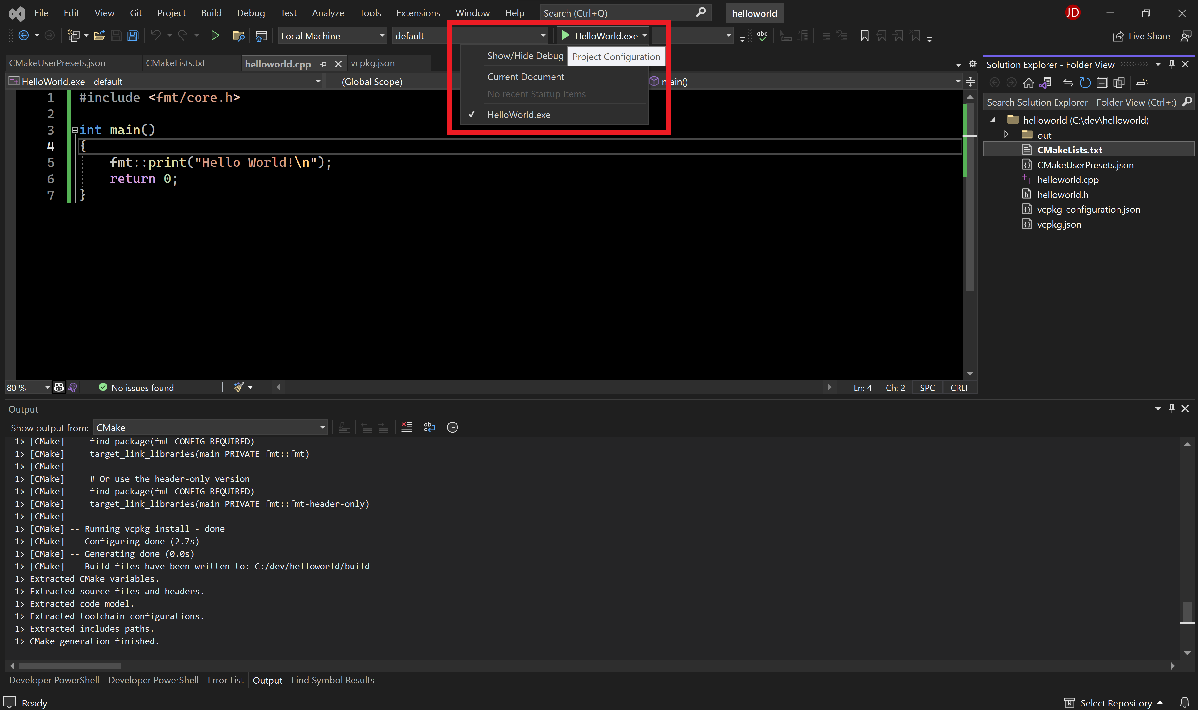 File Edit View Git Project Build Debug Test Analyze Tools Extensions Window Help Search (Ctrl+Q) helloworld JD
Local Machine default HelloWorld.exe Live Share
Show/Hide Debug
Project Configuration
Current Document
No recent Startup Items
✓ HelloWorld.exe
CMakeUserPresets.json CMakeLists.txt helloworld.cpp vcpkg.json
HelloWorld.exe default (Global Scope) main()
1 #include <fmt/core.h>
2
3 int main()
4 {
5 fmt::print("Hello World!\n");
6 return 0;
7 }
80 % No issues found Ln: 4 Ch: 2 SPC CRLF
Solution Explorer - Folder View
Search Solution Explorer - Folder View (Ctrl+;)
helloworld (C:\dev\helloworld)
out
CMakeLists.txt
CMakeUserPresets.json
helloworld.cpp
helloworld.h
vcpkg-configuration.json
vcpkg.json
Output
Show output from: CMake
1> [CMake] find_package(fmt CONFIG REQUIRED)
1> [CMake] target_link_libraries(main PRIVATE fmt::fmt)
1> [CMake]
1> [CMake] # Or use the header-only version
1> [CMake] find_package(fmt CONFIG REQUIRED)
1> [CMake] target_link_libraries(main PRIVATE fmt::fmt-header-only)
1> [CMake]
1> [CMake] -- Running vcpkg install - done
1> [CMake] -- Configuring done (2.7s)
1> [CMake] -- Generating done (0.0s)
1> [CMake] -- Build files have been written to: C:/dev/helloworld/build
1> Extracted CMake variables.
1> Extracted source files and headers.
1> Extracted code model.
1> Extracted toolchain configurations.
1> Extracted includes paths.
1> CMake generation finished.
Developer PowerShell Developer PowerShell Error Lis.. Output Find Symbol Results
Ready Select Repository